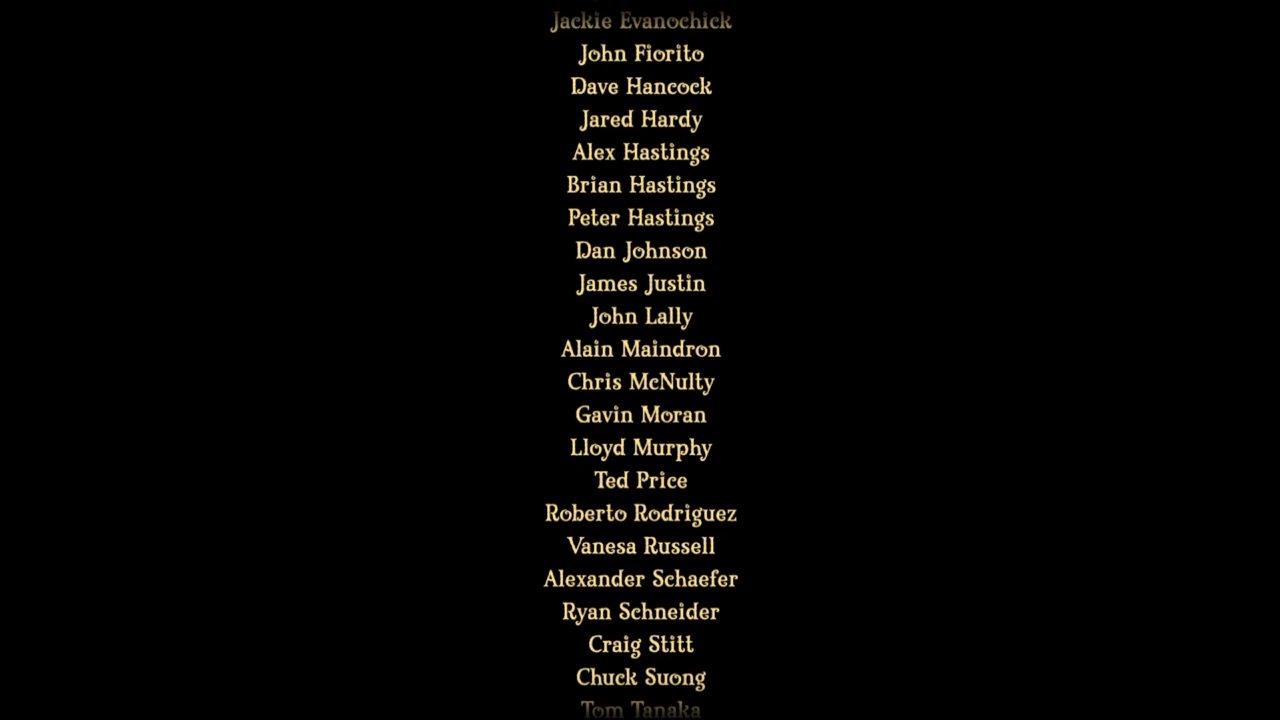 Jackie Evanochick
John Fiorito
Dave Hancock
Jared Hardy
Alex Hastings
Brian Hastings
Peter Hastings
Dan Johnson
James Justin
John Lally
Alain Maindron
Chris McNulty
Gavin Moran
Lloyd Murphy
Ted Price
Roberto Rodriguez
Vanesa Russell
Alexander Schaefer
Ryan Schneider
Craig Stitt
Chuck Suong
Tom Tanaka